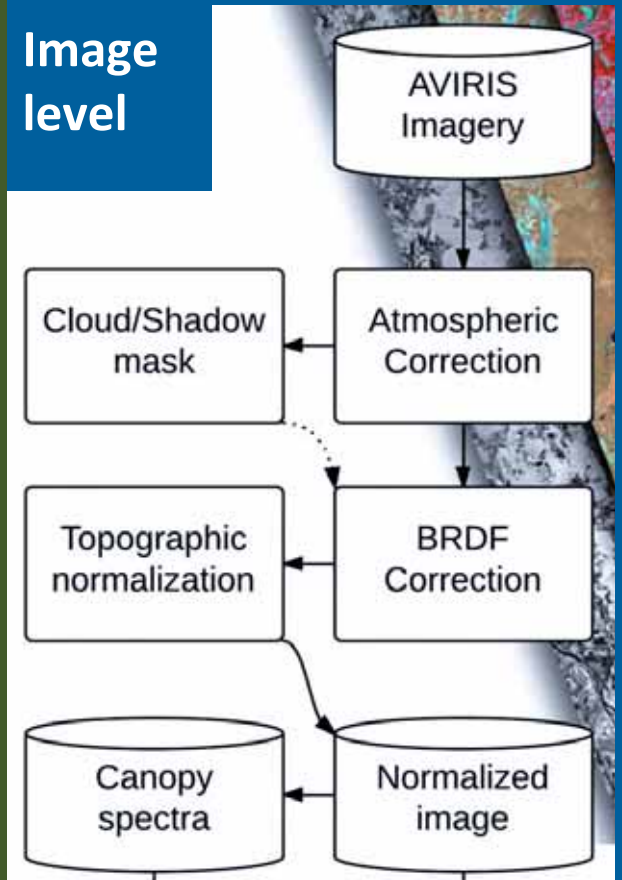 Image
level
AVIRIS
Imagery
Cloud/Shadow
mask
Atmospheric
Correction
Topographic
normalization
BRDF
Correction
Canopy
spectra
Normalized
image